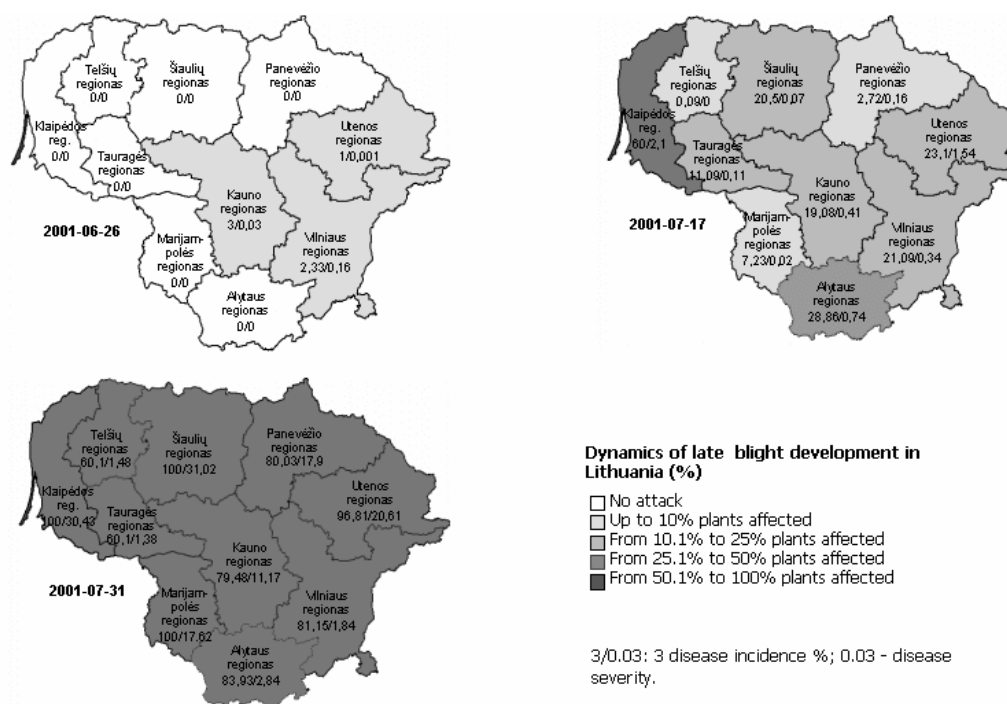 Telšių
regionas
0/0
Šiaulių
regionas
0/0
Panevėžio
regionas
0/0
Klaipėdos
reg.
0/0
Tauragės
regionas
0/0
Utenos
regionas
1/0,001
Kauno
regionas
3/0,03
2001-06-26
Marijam-
polės
regionas
0/0
VIniaus
regionas
2,33/0,16
Alytaus
regionas
0/0
Telšių
regionas
0,09/0
Šiaulių
regionas
20,5/0,07
Panevėžio
regionas
2,72/0,16
Klaipėdos
reg.
60/2,1
Tauragės
regionas
11,09/0,11
Utenos
regionas
23,1/1,54
Kauno
regionas
19,08/0,41
2001-07-17
Marijam-
polės
regionas
7,23/0,02
VIniaus
regionas
21,09/0,34
Alytaus
regionas
28,86/0,74
Telšių
regionas
60,1/1,48
Šiaulių
regionas
100/31,02
Panevėžio
regionas
80,03/17,9
Klaipėdos
reg.
100/30,43
Tauragės
regionas
60,1/1,38
Utenos
regionas
96,81/20,61
Kauno
regionas
79,48/11,17
2001-07-31
Marijam-
polės
regionas
100/17,62
VIniaus
regionas
81,15/1,84
Alytaus
regionas
83,93/2,84
Dynamics of late blight development in
Lithuania (%)
No attack
Up to 10% plants affected
From 10.1% to 25% plants affected
From 25.1% to 50% plants affected
From 50.1% to 100% plants affected
3/0.03: 3 disease incidence %; 0.03 - disease
severity.